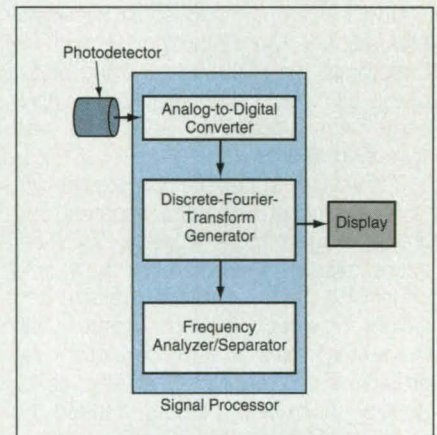 Photodetector
Analog-to-Digital
Converter
Discrete-Fourier-
Transform
Generator
Display
Frequency
Analyzer/Separator
Signal Processor